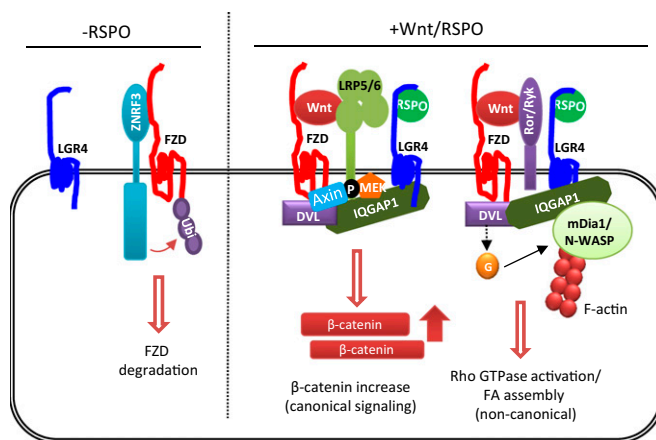 -RSPO
+Wnt/RSPO
ZNRF3
FZD
LGR4
Ubi
FZD
degradation
LRP5/6
Wnt
RSPO
FZD
LGR4
P
MEK
Axin
DVL
IQGAP1
β-catenin
β-catenin
β-catenin increase
(canonical signaling)
Wnt
Ror/Ryk
RSPO
FZD
LGR4
DVL
IQGAP1
mDia1/
N-WASP
G
F-actin
Rho GTPase activation/
FA assembly
(non-canonical)